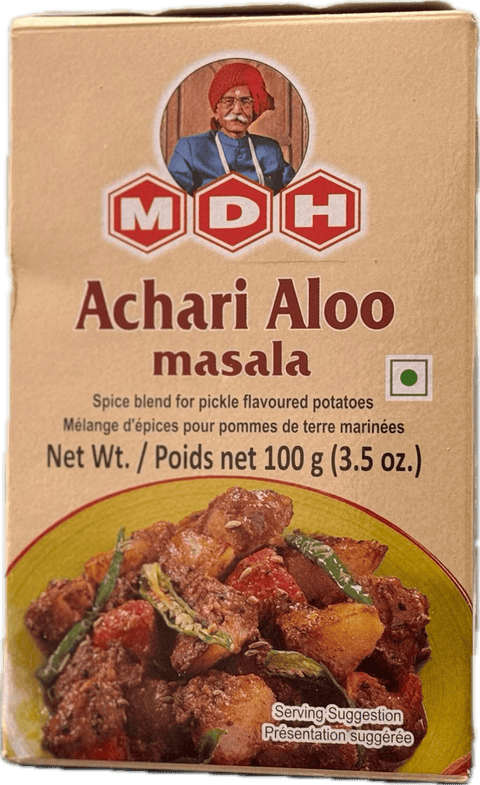 MDH
Achari Aloo
masala
Spice blend for pickle flavoured potatoes
Mélange d'épices pour pommes de terre marinées
Net Wt. / Poids net 100 g (3.5 oz.)
Serving Suggestion
Présentation suggérée